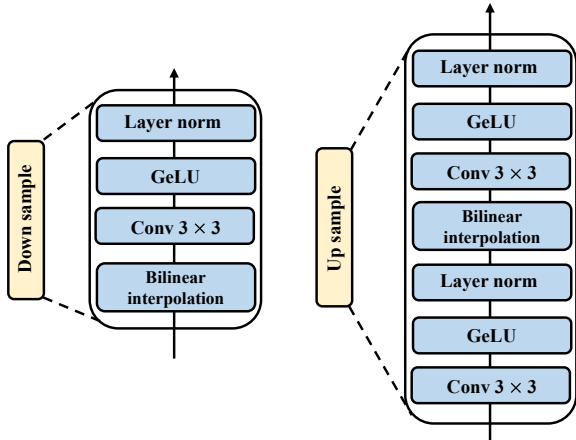 Down sample
Layer norm
GeLU
Conv 3 × 3
Bilinear
interpolation
Up sample
Layer norm
GeLU
Conv 3 × 3
Bilinear
interpolation
Layer norm
GeLU
Conv 3 × 3